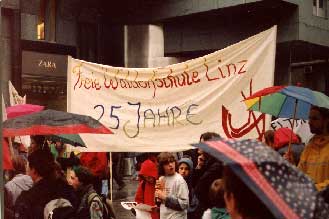 ZARA
Freie Waldorfschule Linz
25 JAHRE